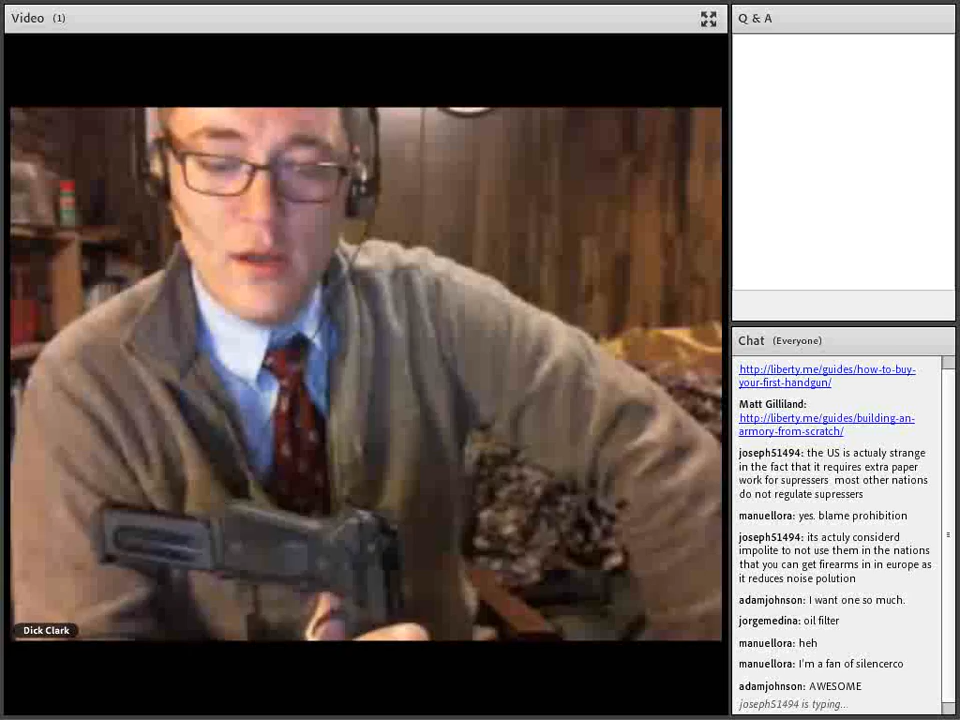 Video (1)
Q & A
Dick Clark
Chat (Everyone)
http://liberty.me/guides/how-to-buy-
your-first-handgun/
Matt Gilliland:
http://liberty.me/guides/building-an-
armory-from-scratch/
joseph51494: the US is actualy strange
in the fact that it requires extra paper
work for supressers most other nations
do not regulate supressers
manuellora: yes. blame prohibition
joseph51494: its actuly considerd
impolite to not use them in the nations
that you can get firearms in in europe as
it reduces noise polution
adamjohnson: I want one so much.
jorgemedina: oil filter
manuellora: heh
manuellora: I'm a fan of silencerco
adamjohnson: AWESOME
joseph51494 is typing...